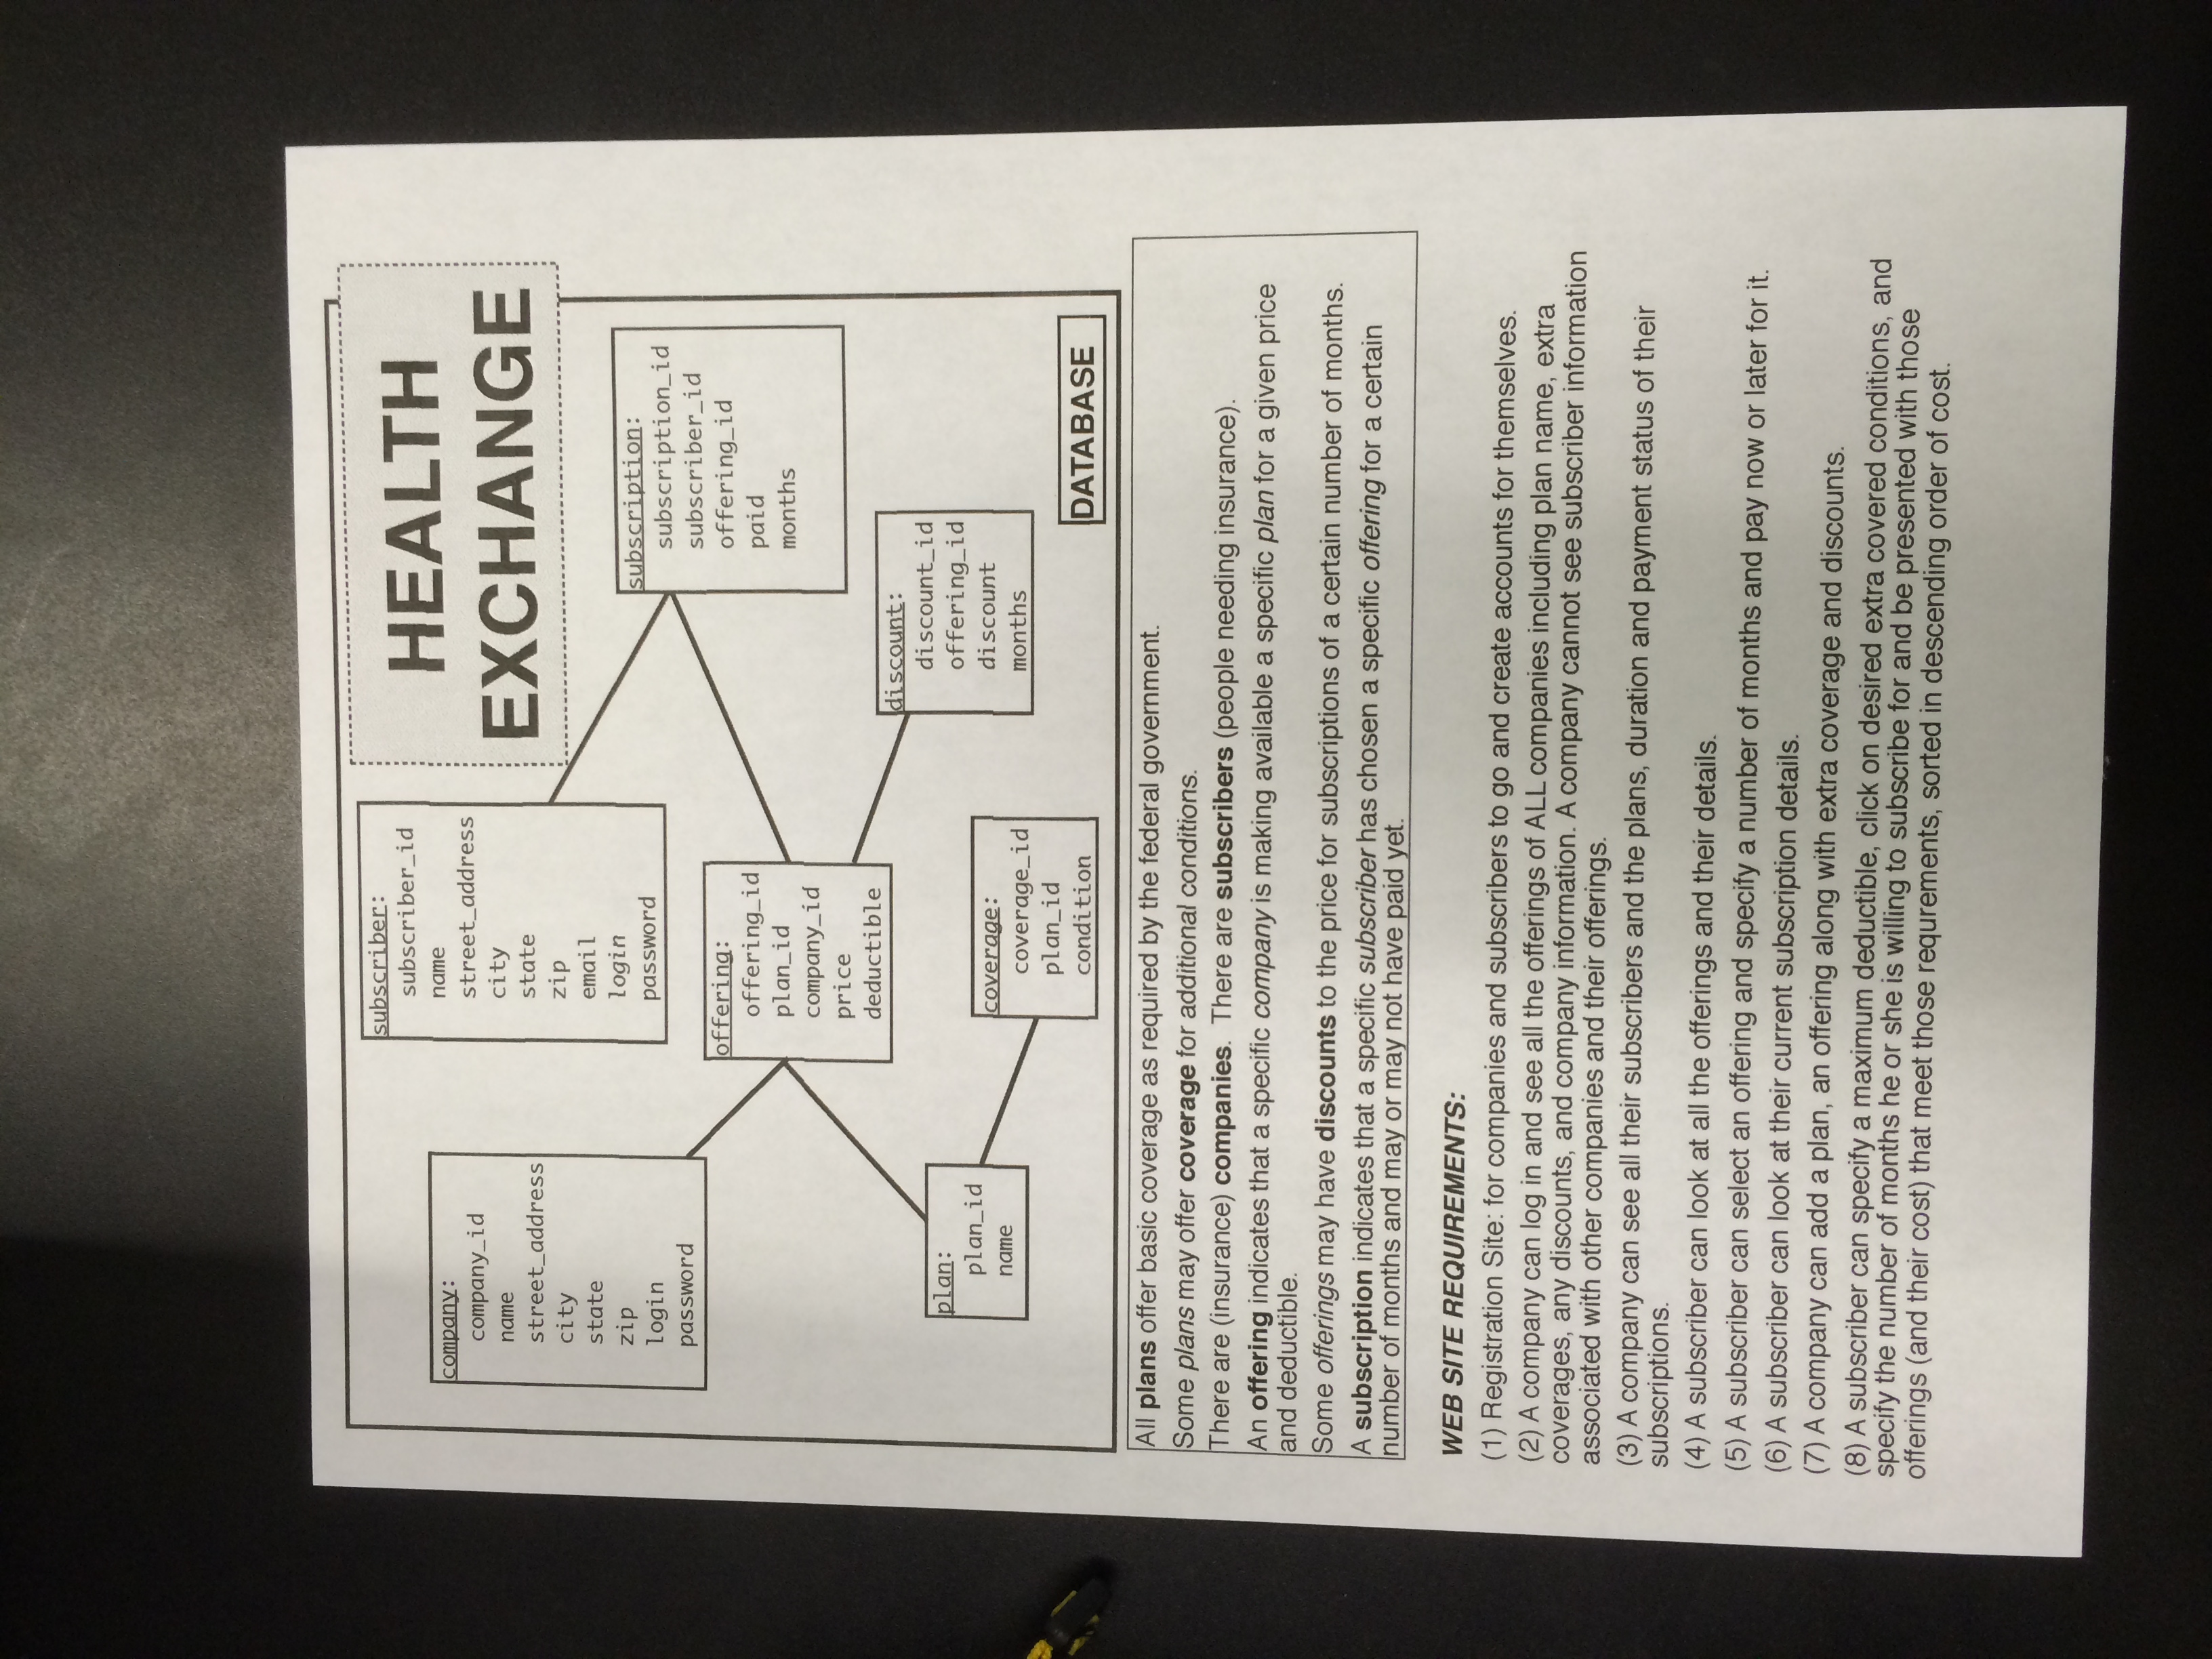 HEALTH
EXCHANGE
company:
company_id
name
street_address
city
state
zip
login
password
subscriber:
subscriber_id
name
street_address
city
state
zip
email
login
password
subscription:
subscription_id
subscriber_id
offering_id
paid
months
offering:
offering_id
plan_id
company_id
price
deductible
discount:
discount_id
offering_id
discount
months
plan:
plan_id
name
coverage:
coverage_id
plan_id
condition
DATABASE
All plans offer basic coverage as required by the federal government.
Some plans may offer coverage for additional conditions.
There are (insurance) companies. There are subscribers (people needing insurance).
An offering indicates that a specific company is making available a specific plan for a given price
and deductible.
Some offerings may have discounts to the price for subscriptions of a certain number of months.
A subscription indicates that a specific subscriber has chosen a specific offering for a certain
number of months and may or may not have paid yet.
WEB SITE REQUIREMENTS:
(1) Registration Site: for companies and subscribers to go and create accounts for themselves.
(2) A company can log in and see all the offerings of ALL companies including plan name, extra
coverages, any discounts, and company information. A company cannot see subscriber information
associated with other companies and their offerings.
(3) A company can see all their subscribers and the plans, duration and payment status of their
subscriptions.
(4) A subscriber can look at all the offerings and their details.
(5) A subscriber can select an offering and specify a number of months and pay now or later for it.
(6) A subscriber can look at their current subscription details.
(7) A company can add a plan, an offering along with extra coverage and discounts.
(8) A subscriber can specify a maximum deductible, click on desired extra covered conditions, and
specify the number of months he or she is willing to subscribe for and be presented with those
offerings (and their cost) that meet those requrements, sorted in descending order of cost.